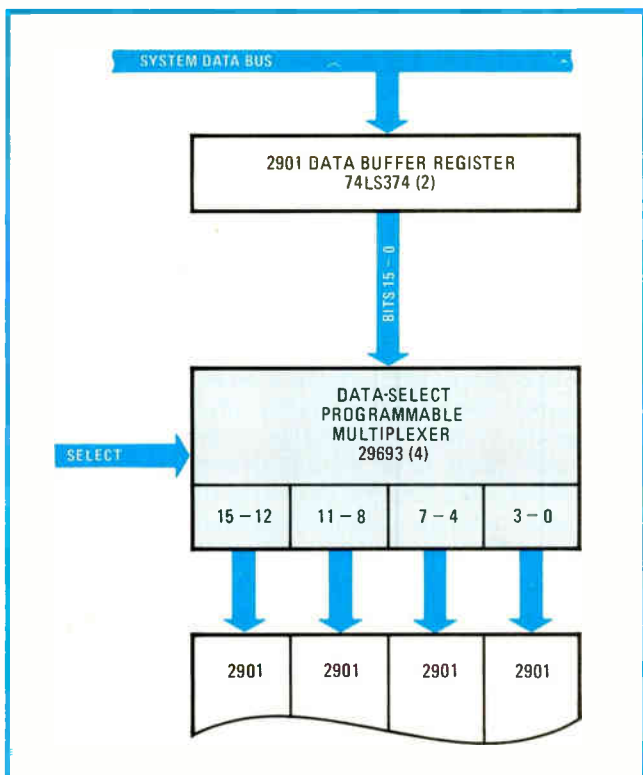 SYSTEM DATA BUS
2901 DATA BUFFER REGISTER
74LS374 (2)
BITS 15 – 0
DATA-SELECT
PROGRAMMABLE
MULTIPLEXER
29693 (4)
SELECT
15 – 12 11 – 8 7 – 4 3 – 0
2901 2901 2901 2901